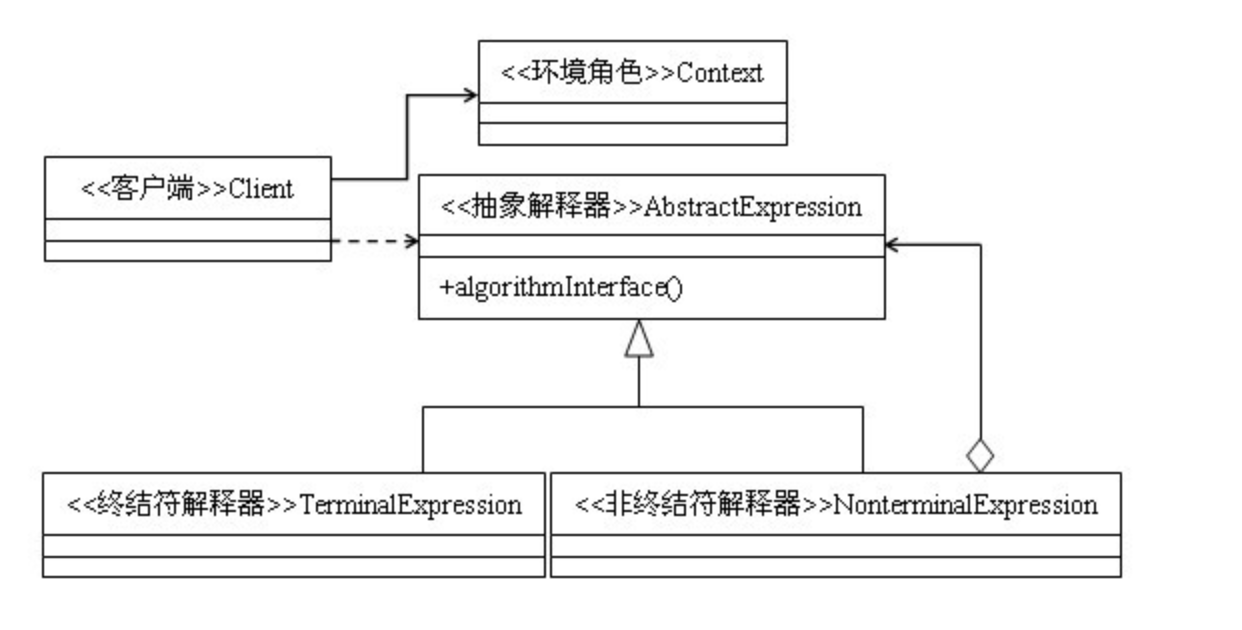 <<环境角色>>Context
<<客户端>>Client
<<抽象解释器>>AbstractExpression
+algorithmInterface()
<<终结符解释器>>TerminalExpression
<<非终结符解释器>>NonterminalExpression